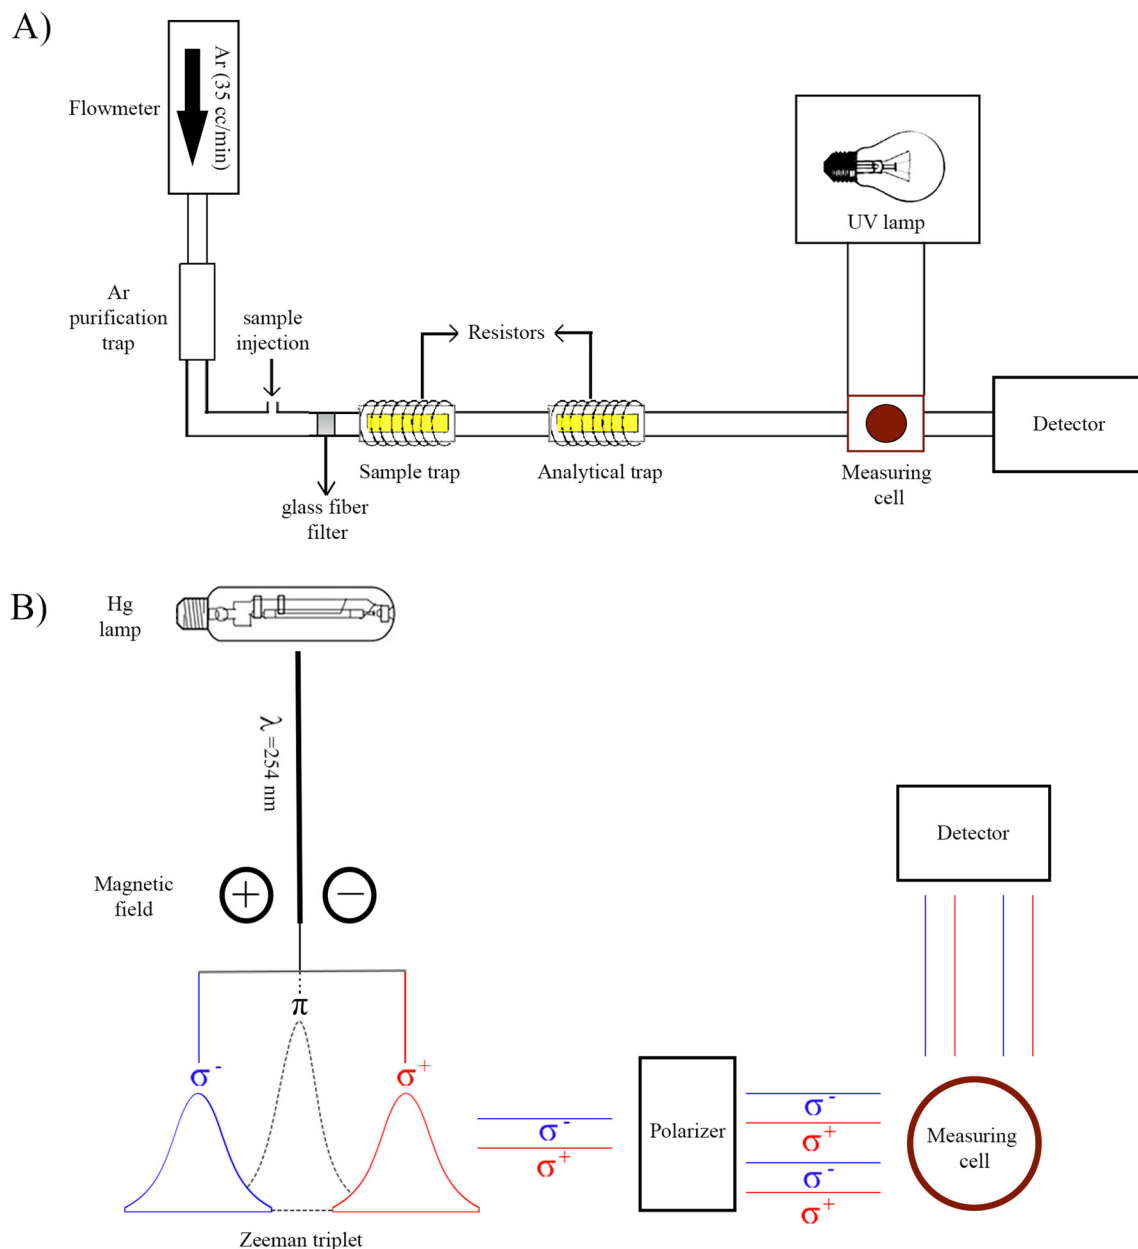 A)
Flowmeter
Ar (35 cc/min)
UV lamp
Ar
purification
trap
sample
injection
Resistors
Sample trap
Analytical trap
Measuring
cell
Detector
glass fiber
filter
B)
Hg
lamp
λ =254 nm
Magnetic
field
+
−
π
σ-
σ+
Zeeman triplet
σ-
σ+
Polarizer
σ-
σ+
σ-
σ+
Detector
Measuring
cell